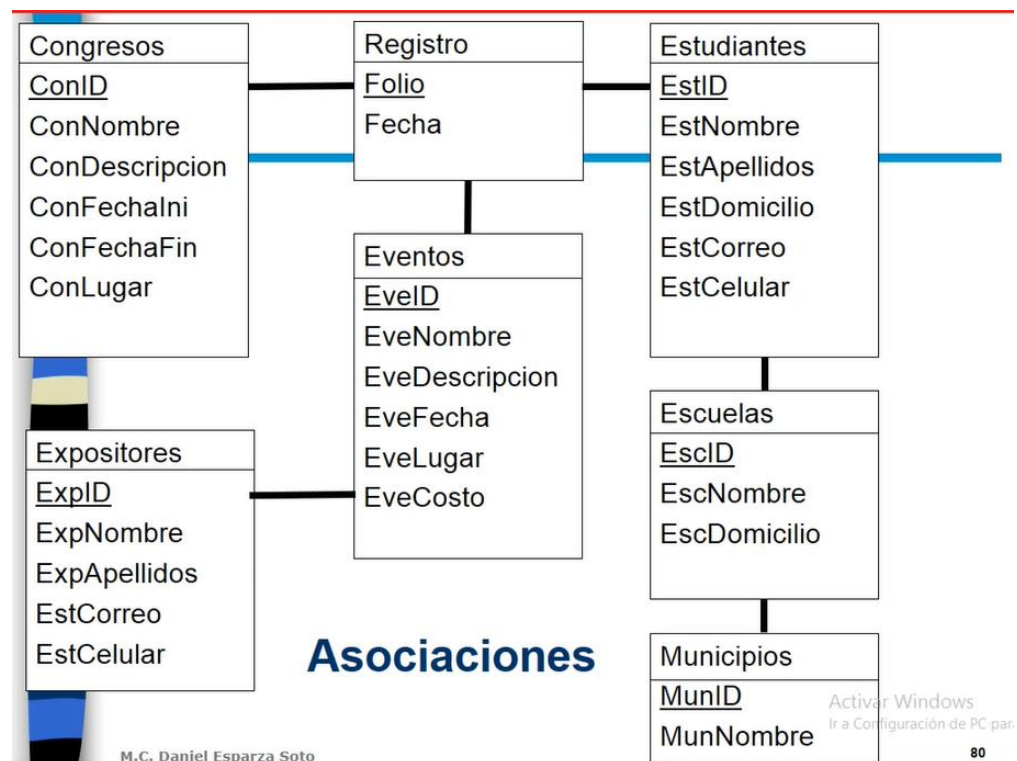 Congresos
ConID
ConNombre
ConDescripcion
ConFechaIni
ConFechaFin
ConLugar
Registro
Folio
Fecha
Estudiantes
EstID
EstNombre
EstApellidos
EstDomicilio
EstCorreo
EstCelular
Eventos
EveID
EveNombre
EveDescripcion
EveFecha
EveLugar
EveCosto
Expositores
ExpID
ExpNombre
ExpApellidos
EstCorreo
EstCelular
Escuelas
EscID
EscNombre
EscDomicilio
Asociaciones
Municipios
MunID
MunNombre
Activar Windows
Ir a Configuración de PC para
M.C. Daniel Esparza Soto
80